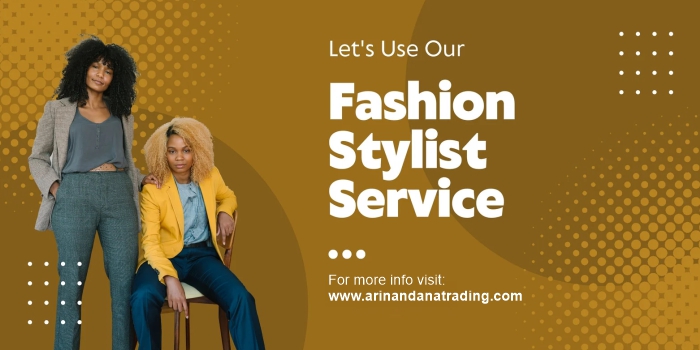 Let's Use Our
Fashion
Stylist
Service
For more info visit:
www.arinandanatrading.com